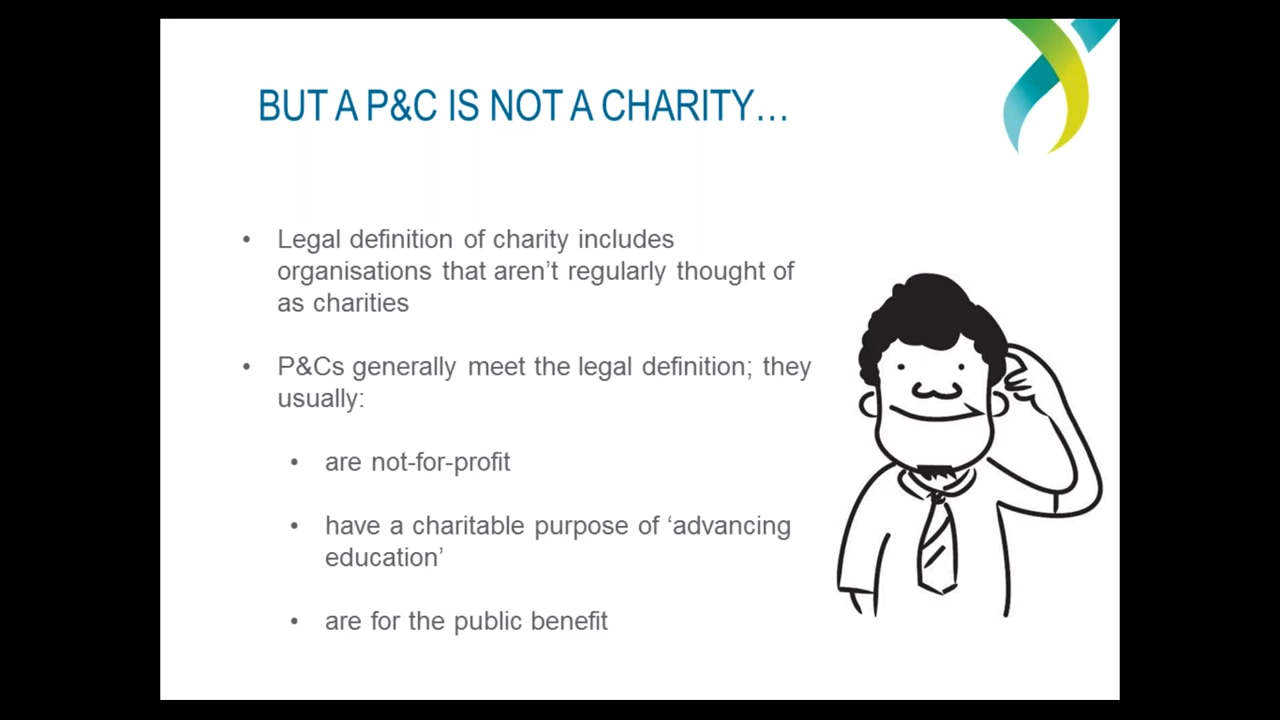 BUT A P&C IS NOT A CHARITY…
• Legal definition of charity includes
organisations that aren’t regularly thought of
as charities
• P&Cs generally meet the legal definition; they
usually:
• are not-for-profit
• have a charitable purpose of ‘advancing
education’
• are for the public benefit